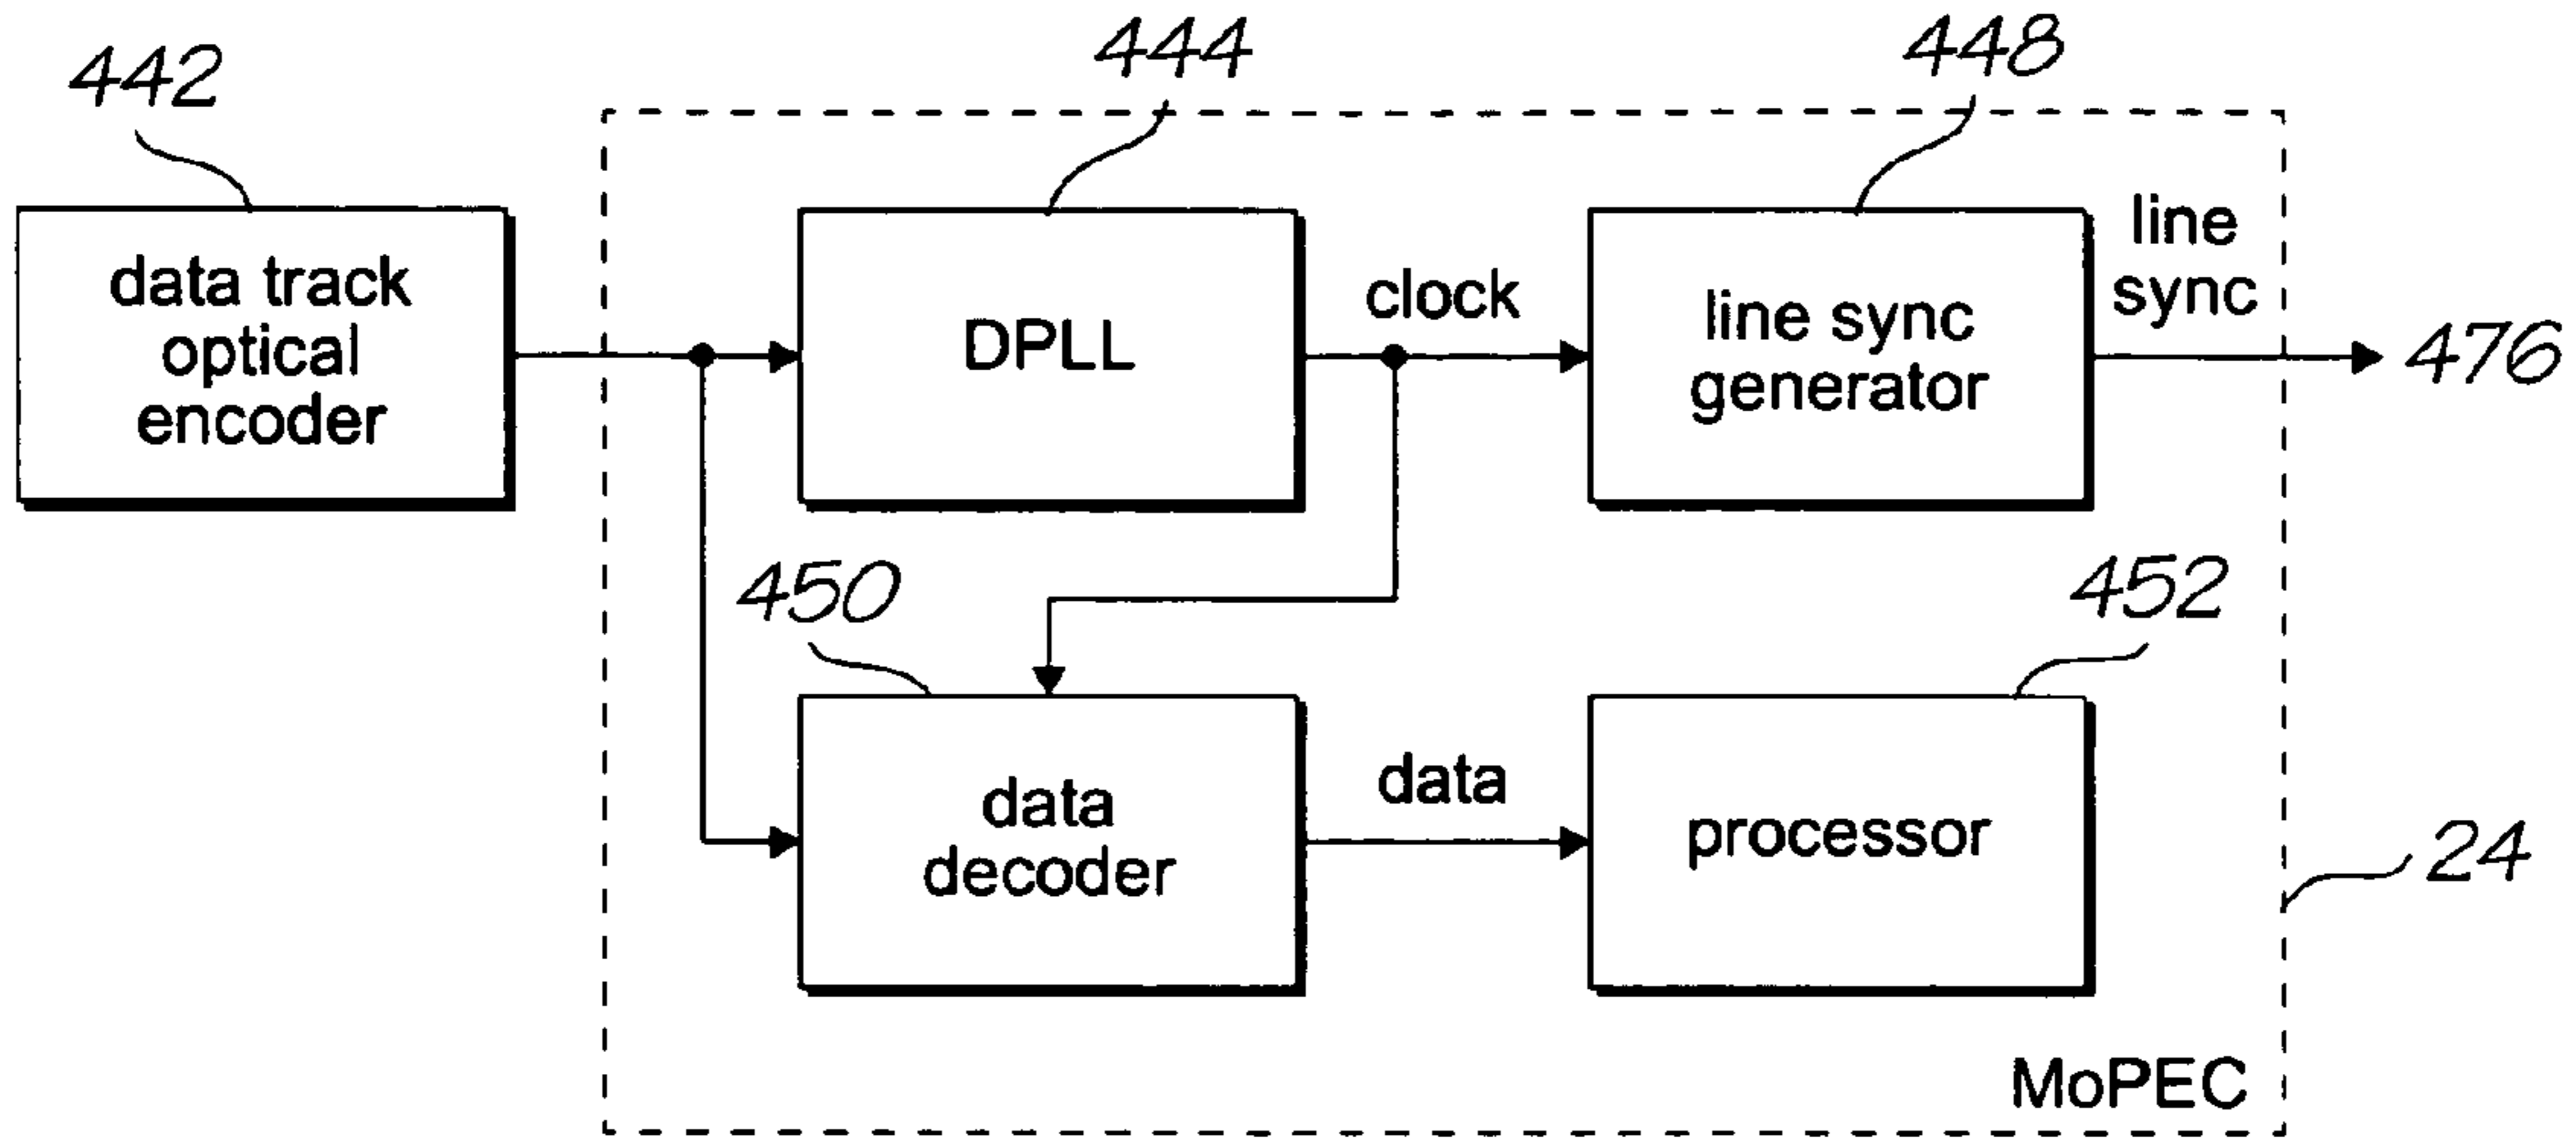 442
444
448
data track
optical
encoder
DPLL
clock
line sync
generator
line
sync
476
450
452
data
decoder
data
processor
24
MoPEC